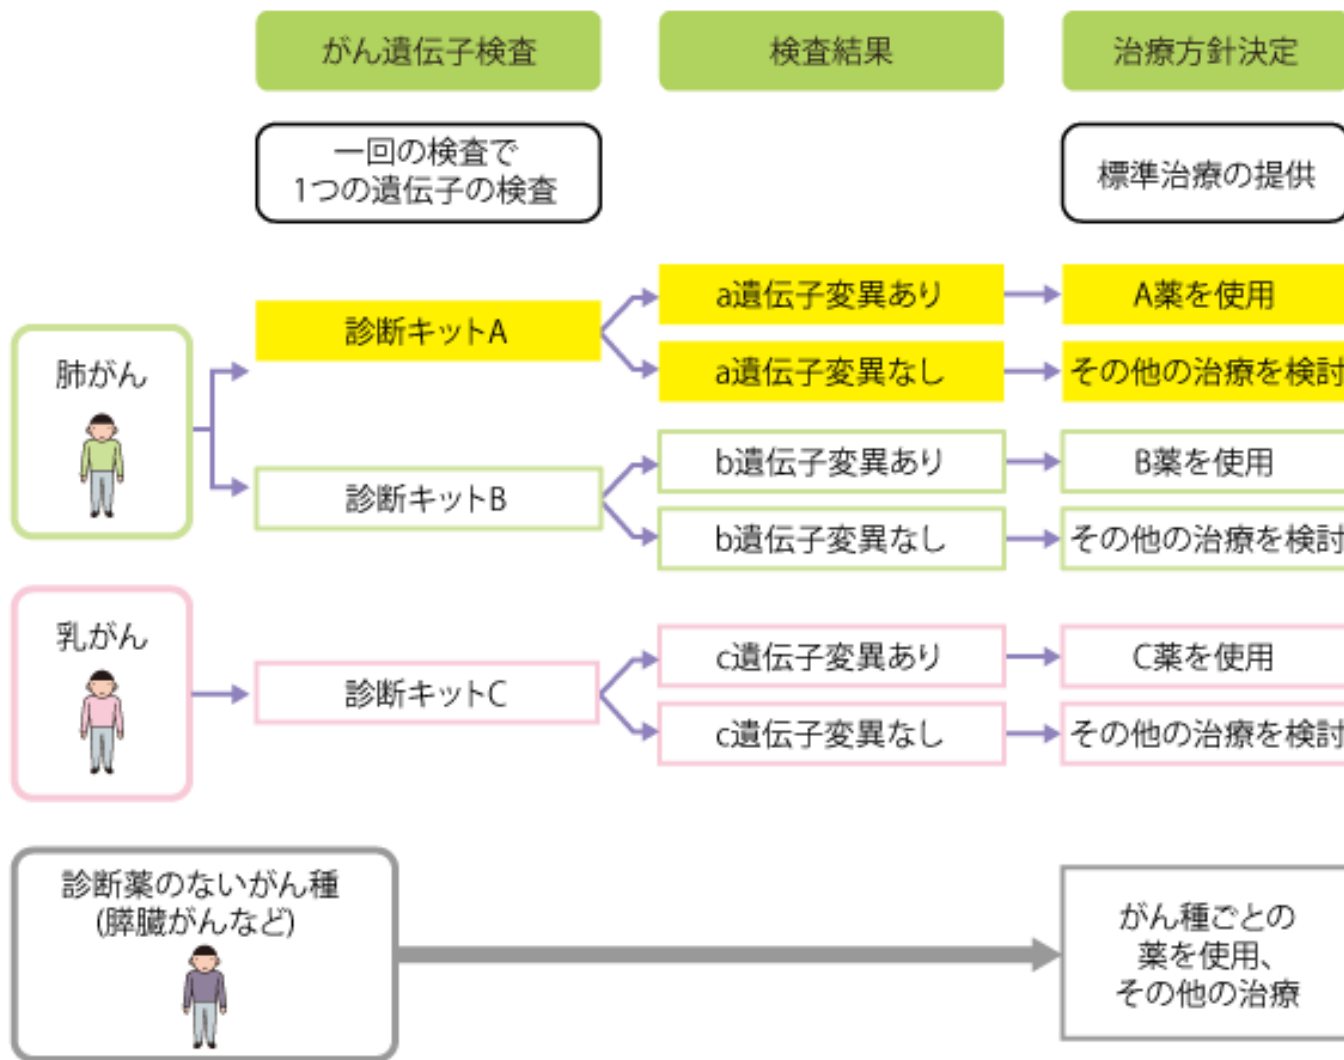 がん遺伝子検査
検査結果
治療方針決定
一回の検査で
1つの遺伝子の検査
標準治療の提供
肺がん
診断キットA
a遺伝子変異あり
A薬を使用
a遺伝子変異なし
その他の治療を検討
診断キットB
b遺伝子変異あり
B薬を使用
b遺伝子変異なし
その他の治療を検討
乳がん
診断キットC
c遺伝子変異あり
C薬を使用
c遺伝子変異なし
その他の治療を検討
診断薬のないがん種
(膵臓がんなど)
がん種ごとの
薬を使用、
その他の治療